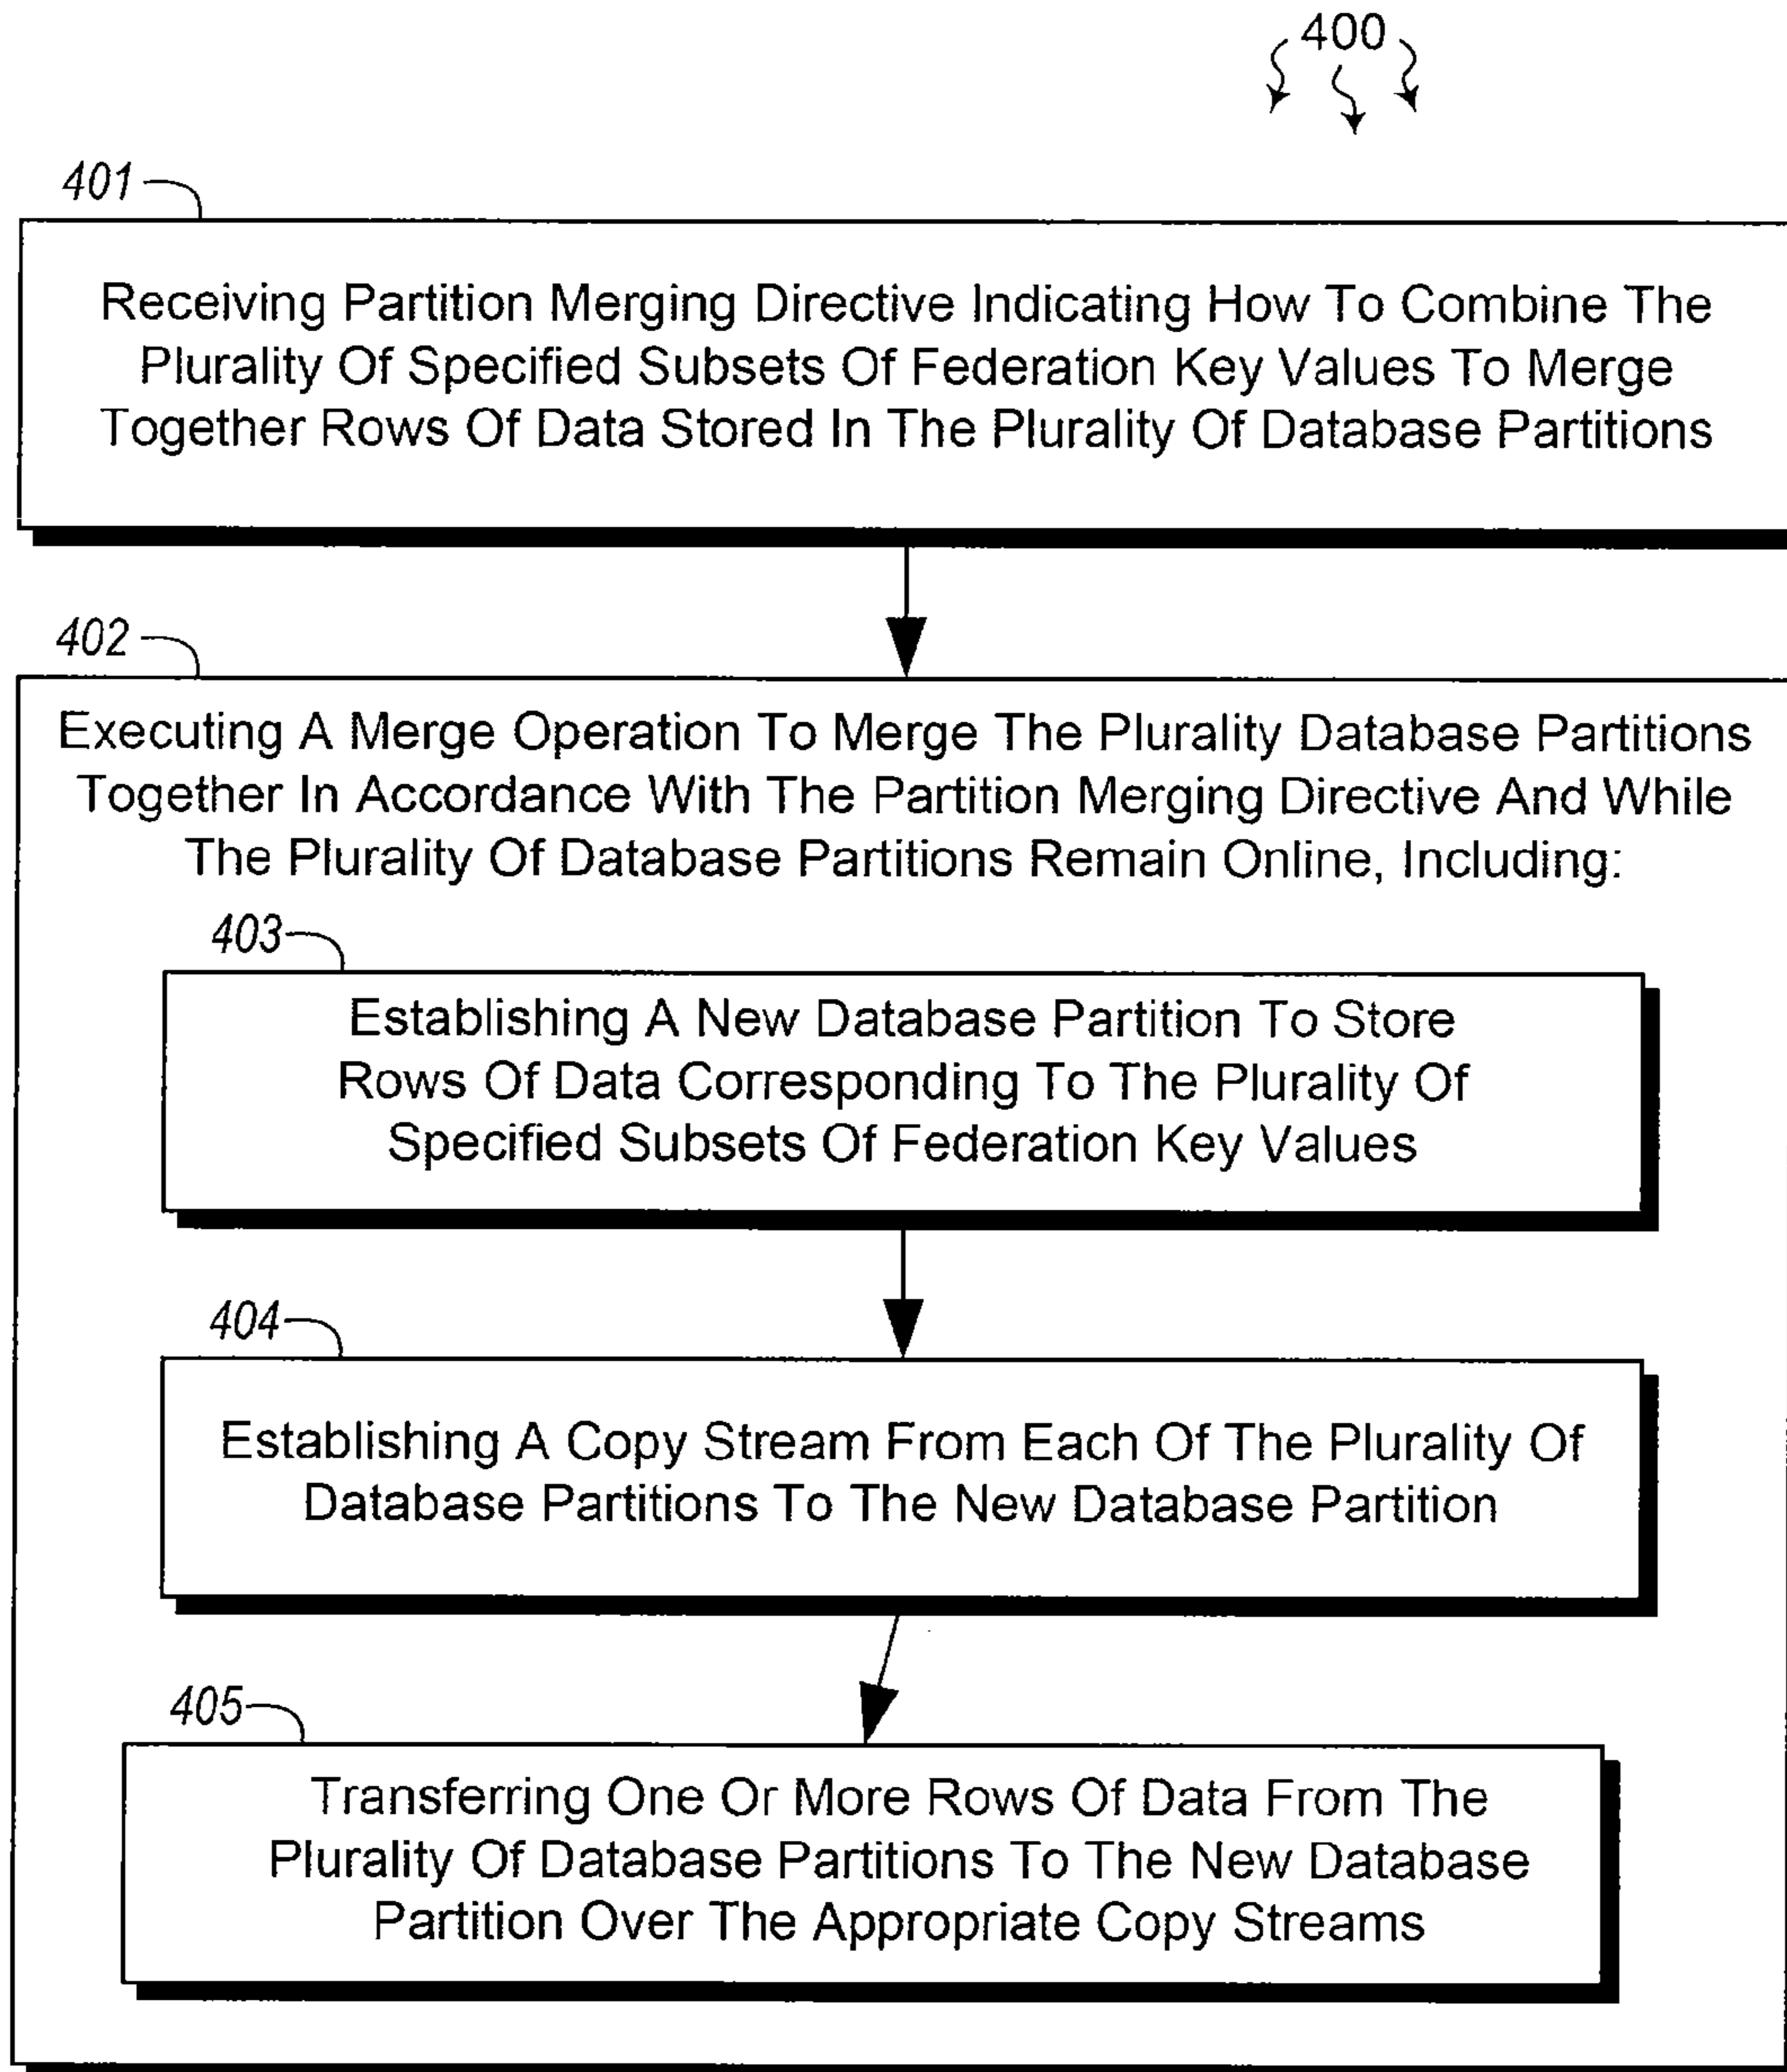 400
401
Receiving Partition Merging Directive Indicating How To Combine The
Plurality Of Specified Subsets Of Federation Key Values To Merge
Together Rows Of Data Stored In The Plurality Of Database Partitions
402
Executing A Merge Operation To Merge The Plurality Database Partitions
Together In Accordance With The Partition Merging Directive And While
The Plurality Of Database Partitions Remain Online, Including:
403
Establishing A New Database Partition To Store
Rows Of Data Corresponding To The Plurality Of
Specified Subsets Of Federation Key Values
404
Establishing A Copy Stream From Each Of The Plurality Of
Database Partitions To The New Database Partition
405
Transferring One Or More Rows Of Data From The
Plurality Of Database Partitions To The New Database
Partition Over The Appropriate Copy Streams